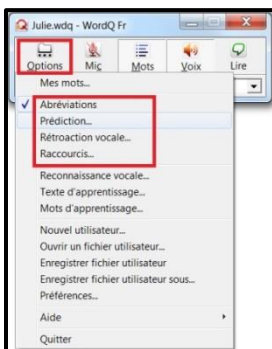 Julie.wdq - WordQ Fr
Options Mic Mots Voix Lire
Mes mots...
Abréviations
Prédiction...
Rétroaction vocale...
Raccourcis...
Reconnaissance vocale...
Texte d'apprentissage...
Mots d'apprentissage...
Nouvel utilisateur...
Ouvrir un fichier utilisateur...
Enregistrer fichier utilisateur
Enregistrer fichier utilisateur sous...
Préférences...
Aide
Quitter